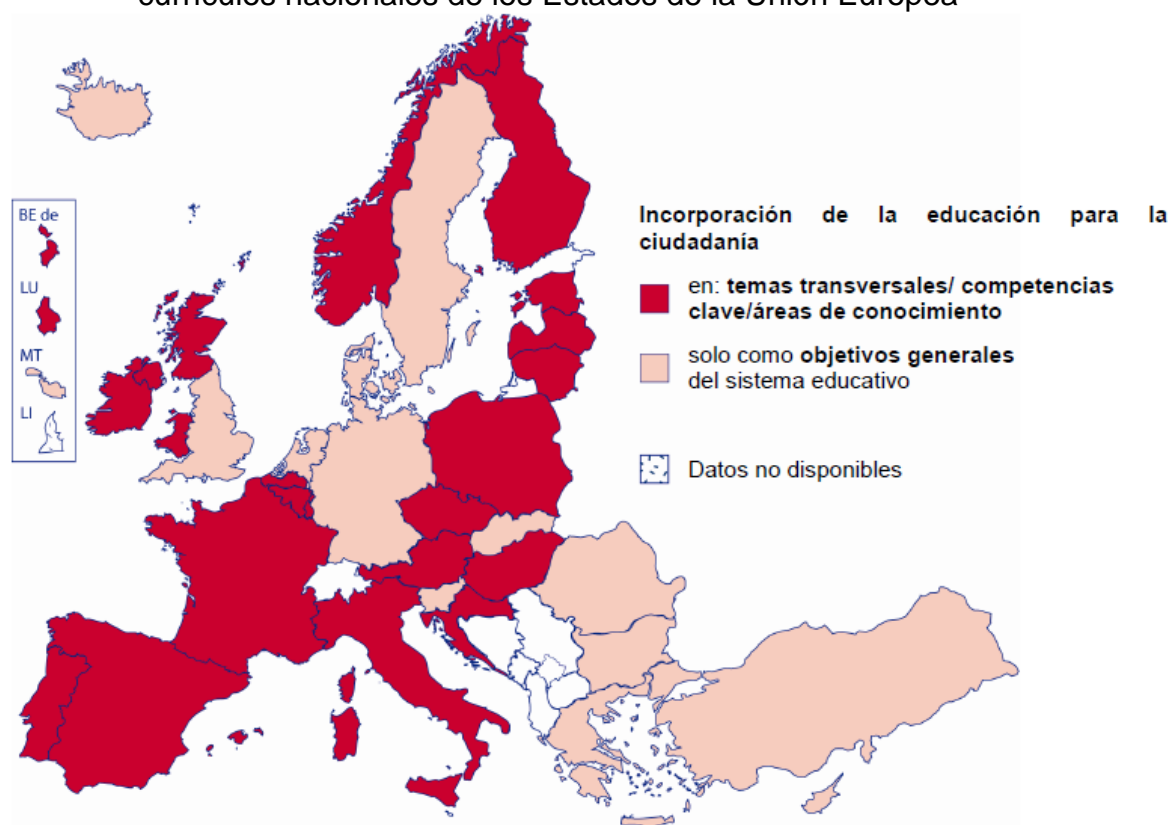 currículos nacionales de los Estados de la Unión Europea
BE de
LU
MT
LI
Incorporación de la educación para la
ciudadanía
en: temas transversales/ competencias
clave/áreas de conocimiento
solo como objetivos generales
del sistema educativo
Datos no disponibles